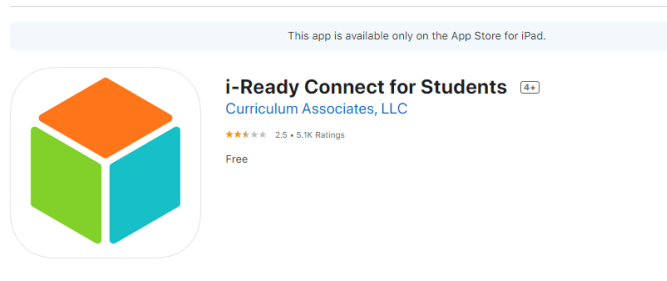 This app is available only on the App Store for iPad.
i-Ready Connect for Students 4+
Curriculum Associates, LLC
2.5 • 5.1K Ratings
Free